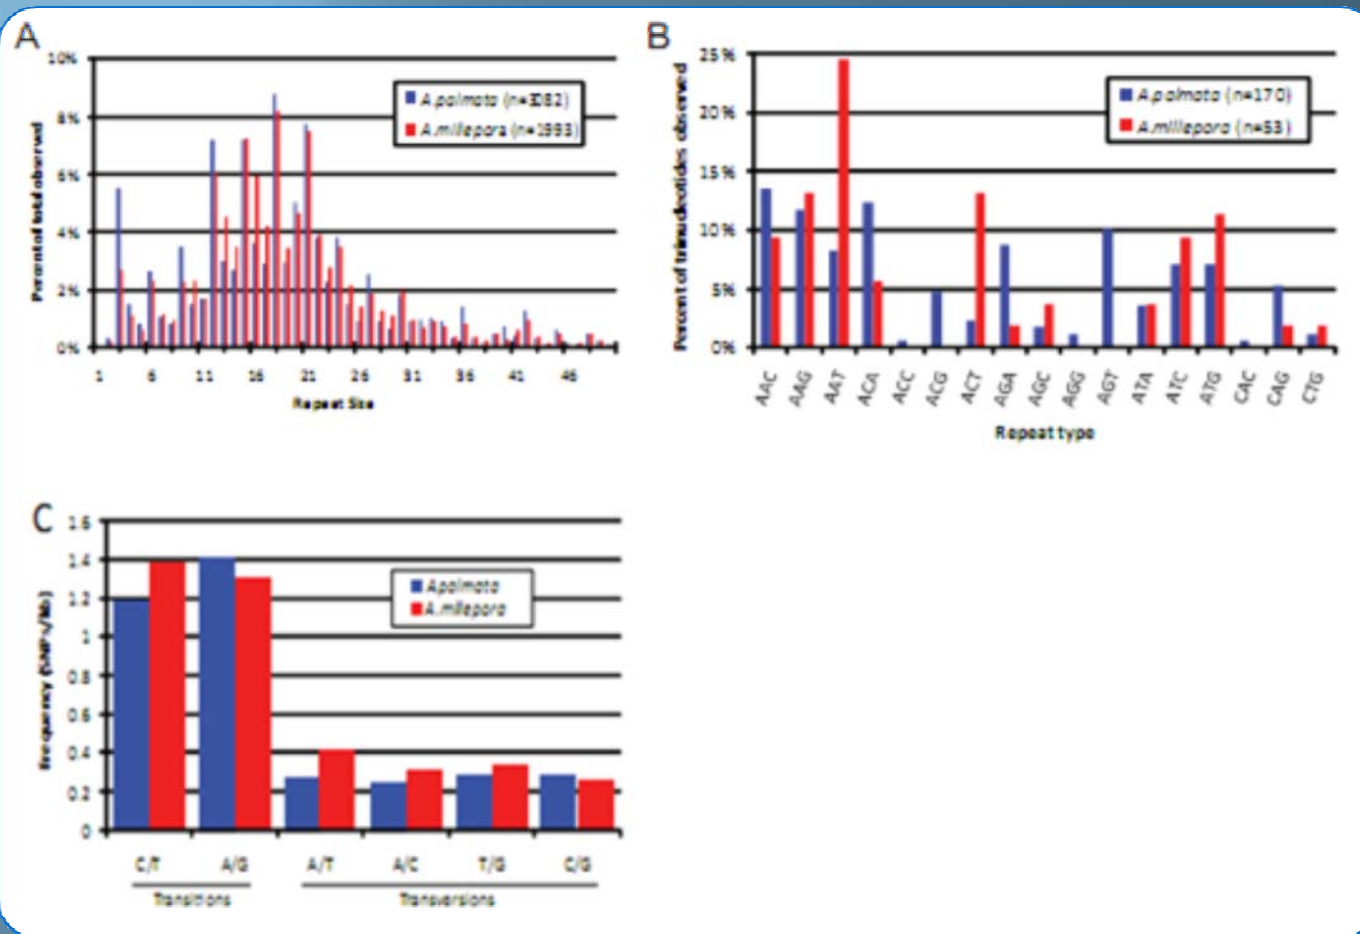 A
10%
8%
6%
4%
2%
0%
Percent of total observed
A.palmata (n=3082)
A.millepora (n=1993)
1 6 11 16 21 26 31 36 41 46
Repeat Size
B
25%
20%
15%
10%
5%
0%
Percent of trinucleotides observed
A.palmata (n=170)
A.millepora (n=53)
AAC AAG AAT ACA ACC ACG ACT AGA AGC AGG AGT ATA ATC ATG CAC CAG CTG
Repeat type
C
1.6
1.4
1.2
1
0.8
0.6
0.4
0.2
0
Frequency (SNPs/kb)
A.palmata
A.millepora
C/T A/G A/T A/C T/G C/G
Transitions Transversions